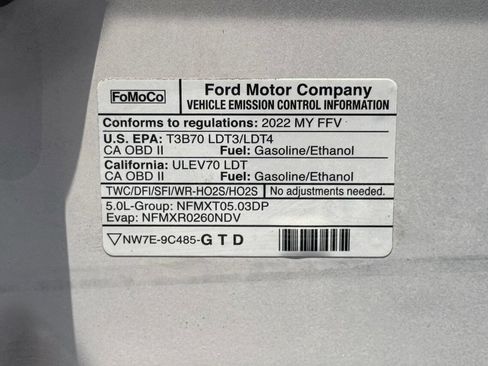 FoMoCo
Ford Motor Company
VEHICLE EMISSION CONTROL INFORMATION
Conforms to regulations: 2022 MY FFV
U.S. EPA: T3B70 LDT3/LDT4
CA OBD II Fuel: Gasoline/Ethanol
California: ULEV70 LDT
CA OBD II Fuel: Gasoline/Ethanol
TWC/DFI/SFI/WR-HO2S/HO2S No adjustments needed.
5.0L-Group: NFMXT05.03DP
Evap: NFMXR0260NDV
NW7E-9C485-G T D